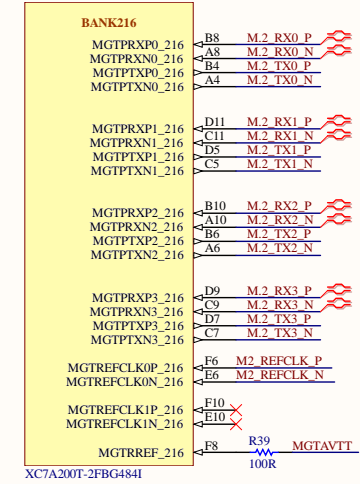 BANK216
MGTPRXP0_216 B8 M.2_RX0_P
MGTPRXN0_216 A8 M.2_RX0_N
MGTPTXP0_216 B4 M.2_TX0_P
MGTPTXN0_216 A4 M.2_TX0_N
MGTPRXP1_216 D11 M.2_RX1_P
MGTPRXN1_216 C11 M.2_RX1_N
MGTPTXP1_216 D5 M.2_TX1_P
MGTPTXN1_216 C5 M.2_TX1_N
MGTPRXP2_216 B10 M.2_RX2_P
MGTPRXN2_216 A10 M.2_RX2_N
MGTPTXP2_216 B6 M.2_TX2_P
MGTPTXN2_216 A6 M.2_TX2_N
MGTPRXP3_216 D9 M.2_RX3_P
MGTPRXN3_216 C9 M.2_RX3_N
MGTPTXP3_216 D7 M.2_TX3_P
MGTPTXN3_216 C7 M.2_TX3_N
MGTREFCLK0P_216 F6 M2_REFCLK_P
MGTREFCLK0N_216 E6 M2_REFCLK_N
MGTREFCLK1P_216 F10
MGTREFCLK1N_216 E10
MGTRREF_216 F8 R39 MGTAVTT
100R
XC7A200T-2FBG484I